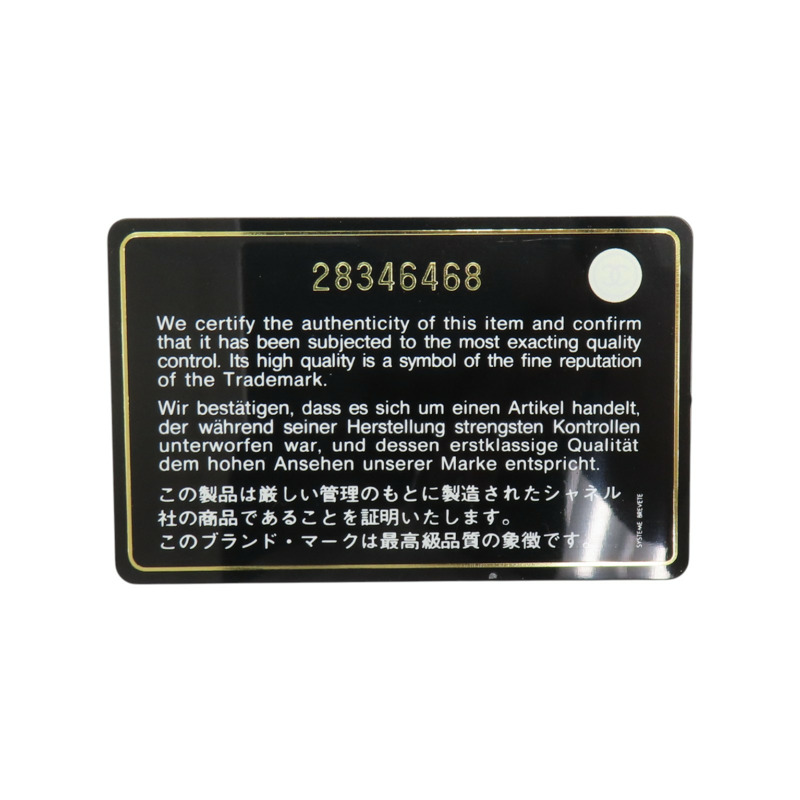 28346468
We certify the authenticity of this item and confirm
that it has been subjected to the most exacting quality
control. Its high quality is a symbol of the fine reputation
of the Trademark.
Wir bestätigen, dass es sich um einen Artikel handelt,
der während seiner Herstellung strengsten Kontrollen
unterworfen war, und dessen erstklassige Qualität
dem hohen Ansehen unserer Marke entspricht.
この製品は厳しい管理のもとに製造されたシャネル
社の商品であることを証明いたします。
このブランド・マークは最高級品質の象徴です。
SYSTEME BREVETE